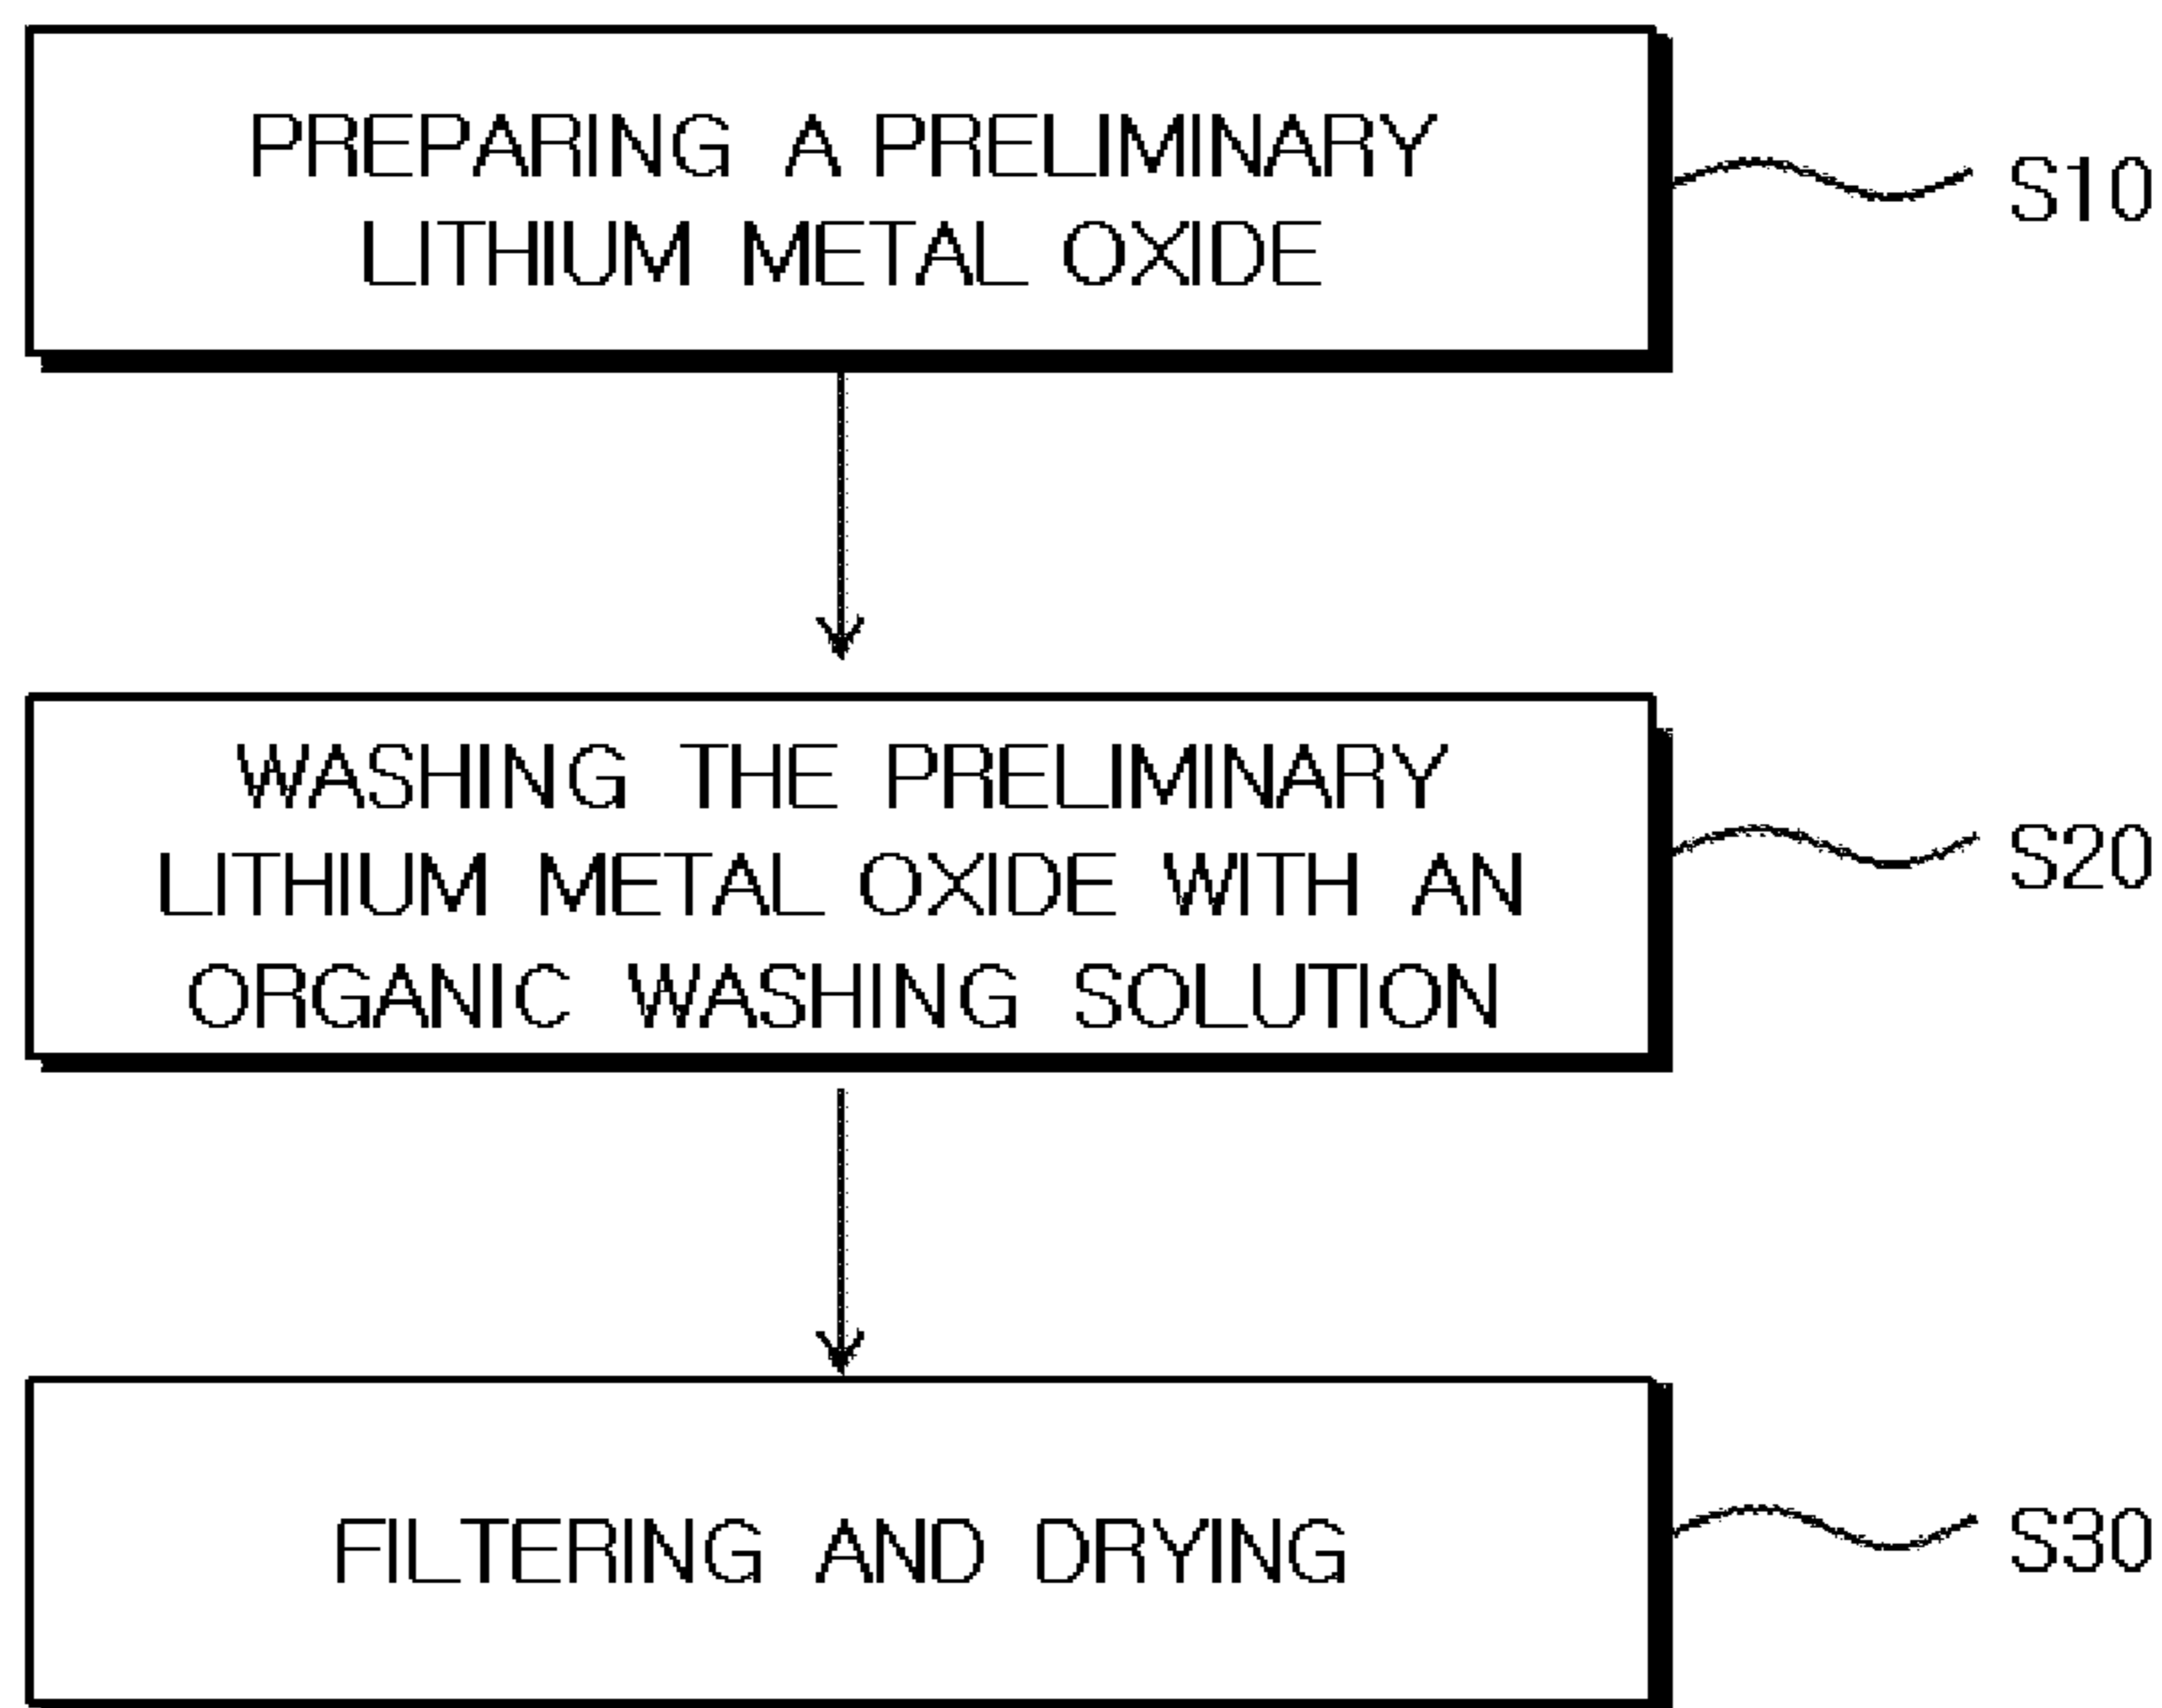 PREPARING A PRELIMINARY
LITHIUM METAL OXIDE
S10
WASHING THE PRELIMINARY
LITHIUM METAL OXIDE WITH AN
ORGANIC WASHING SOLUTION
S20
FILTERING AND DRYING
S30